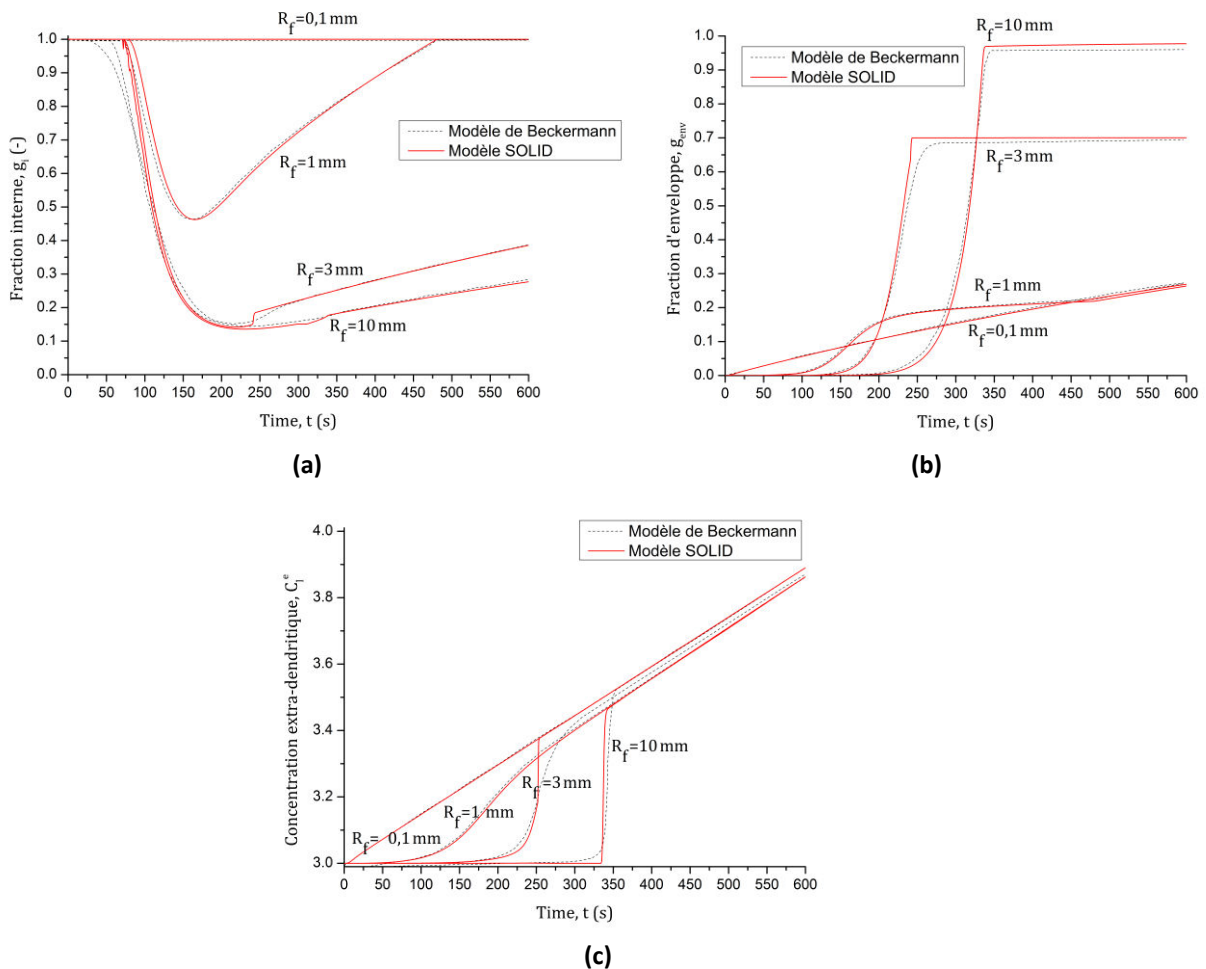 R_f=0,1 mm
1.0
0.9
0.8
0.7
0.6
0.5
0.4
0.3
0.2
0.1
0.0
Fraction interne, g_i (-)
Modèle de Beckermann
Modèle SOLID
R_f=1 mm
R_f=3 mm
R_f=10 mm
0 50 100 150 200 250 300 350 400 450 500 550 600
Time, t (s)
(a)
R_f=10 mm
1.0
0.9
0.8
0.7
0.6
0.5
0.4
0.3
0.2
0.1
0.0
Fraction d'enveloppe, g_env
Modèle de Beckermann
Modèle SOLID
R_f=3 mm
R_f=1 mm
R_f=0,1 mm
0 50 100 150 200 250 300 350 400 450 500 550 600
Time, t (s)
(b)
4.0
3.8
3.6
3.4
3.2
3.0
Concentration extra-dendritique, C_l^e
Modèle de Beckermann
Modèle SOLID
R_f=10 mm
R_f=3 mm
R_f=1 mm
R_f= 0,1 mm
0 50 100 150 200 250 300 350 400 450 500 550 600
Time, t (s)
(c)